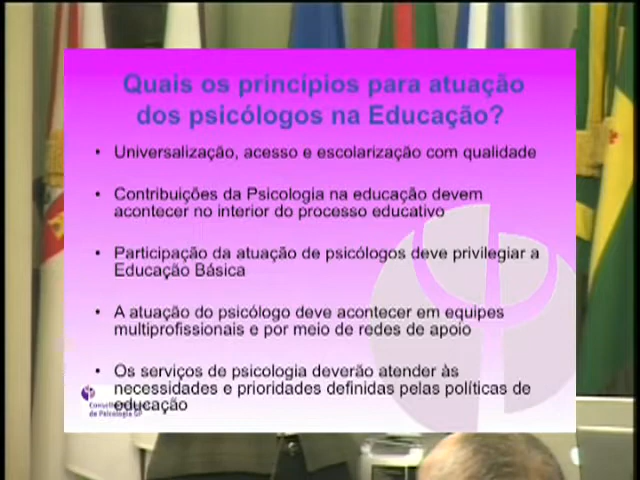 Quais os princípios para atuação
dos psicólogos na Educação?
• Universalização, acesso e escolarização com qualidade
• Contribuições da Psicologia na educação devem
acontecer no interior do processo educativo
• Participação da atuação de psicólogos deve privilegiar a
Educação Básica
• A atuação do psicólogo deve acontecer em equipes
multiprofissionais e por meio de redes de apoio
• Os serviços de psicologia deverão atender às
necessidades e prioridades definidas pelas políticas de
educação
de Psicologia